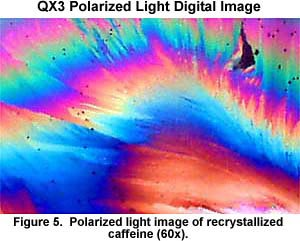 QX3 Polarized Light Digital Image
Figure 5.  Polarized light image of recrystallized
caffeine (60x).